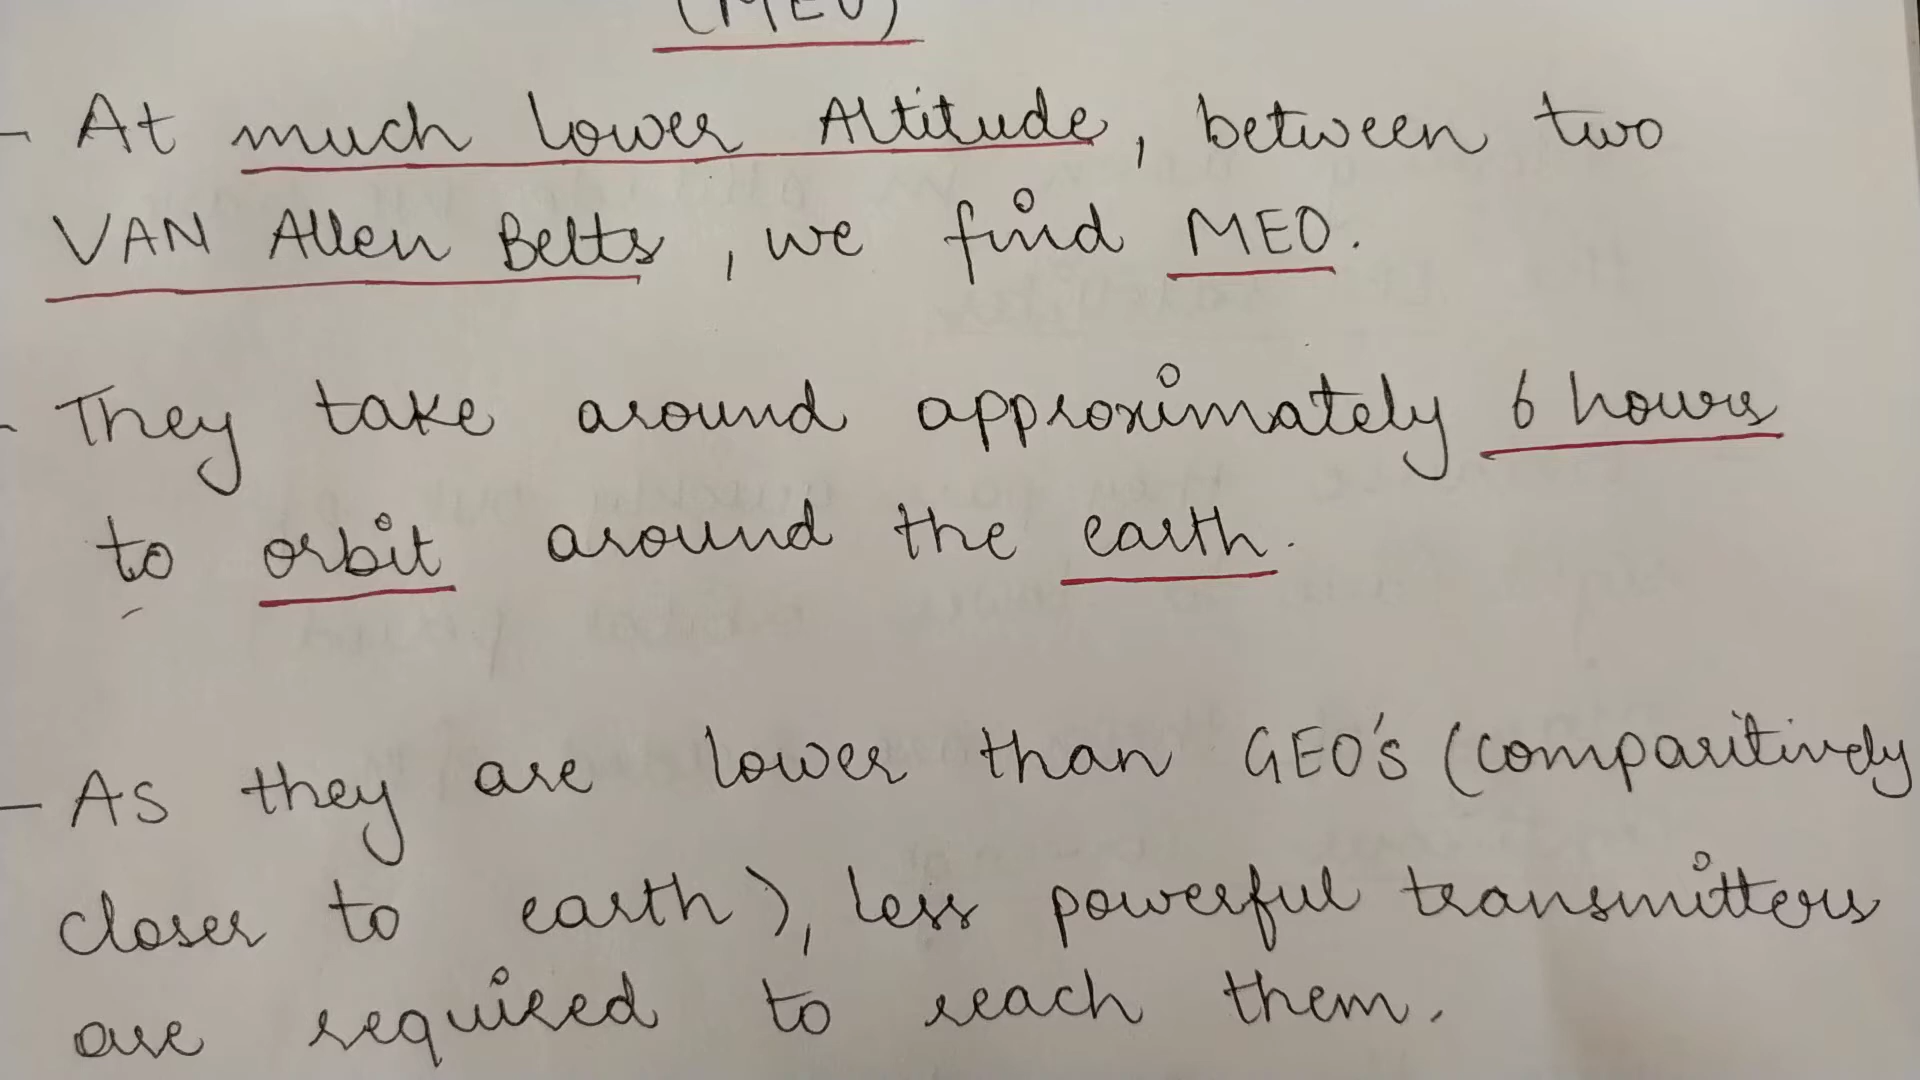 (MEO)
- At much lower Altitude, between two
VAN Allen Belts, we find MEO.
- They take around approximately 6 hours
to orbit around the earth.
- As they are lower than GEO's (comparitively
closer to earth), less powerful transmitters
are required to reach them.